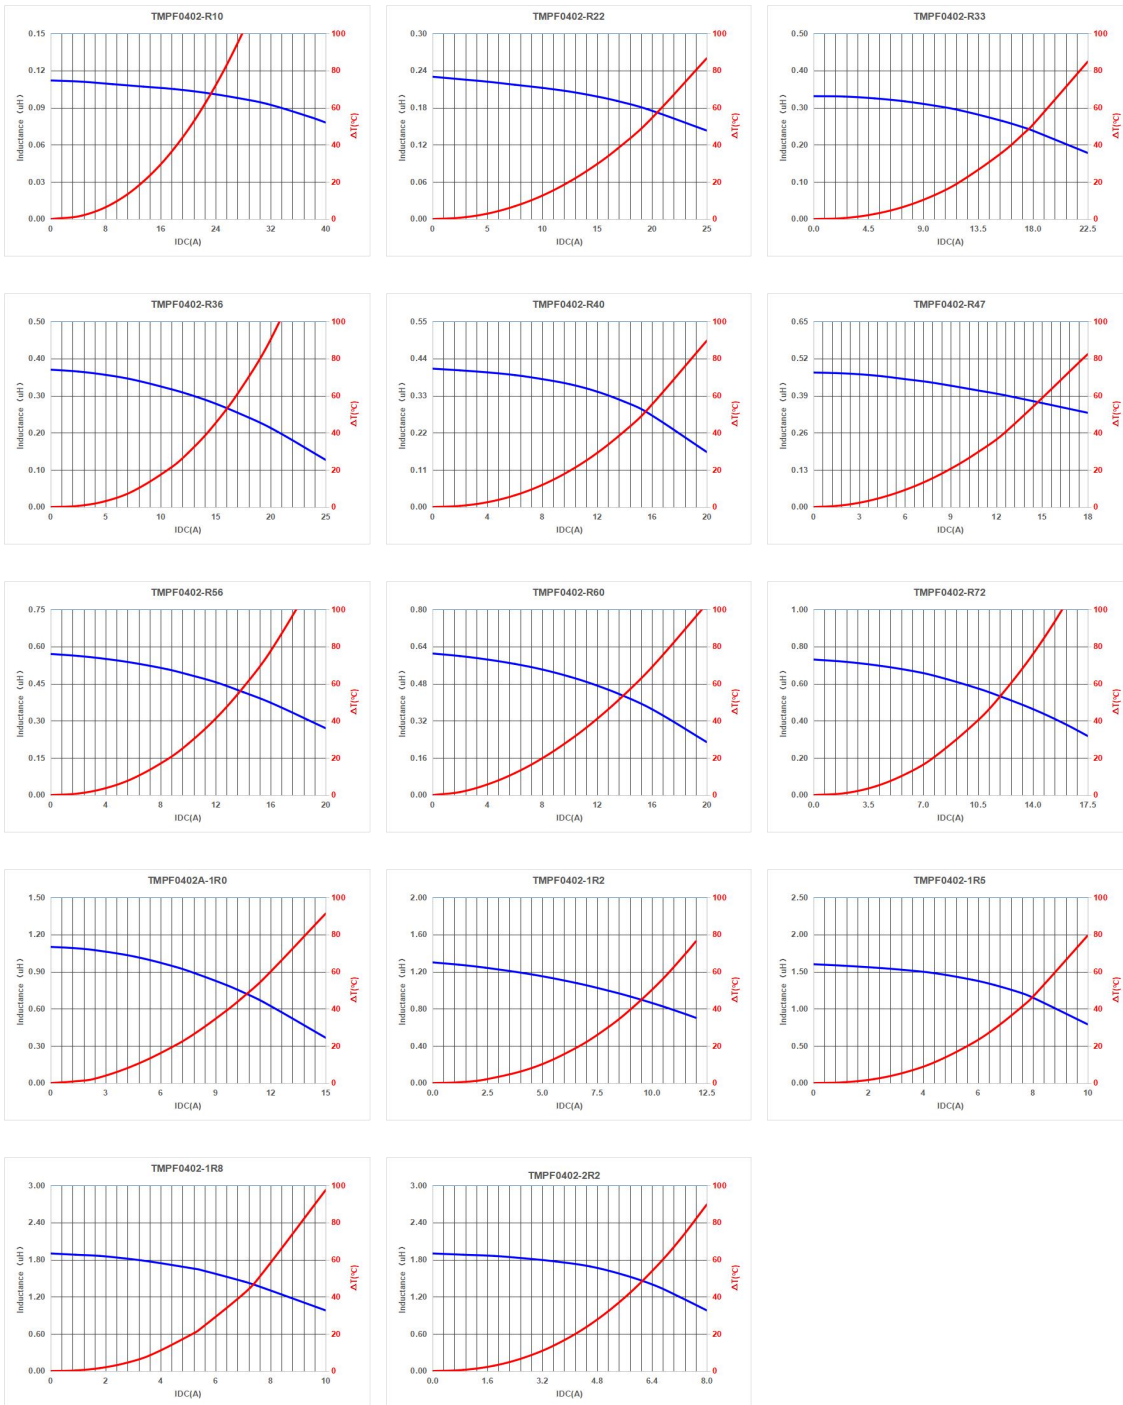 TMPF0402-R10
0.15
0.12
0.09
0.06
0.03
0.00
Inductance (uH)
100
80
60
40
20
0
ΔT(℃)
0 8 16 24 32 40
IDC(A)
TMPF0402-R22
0.30
0.24
0.18
0.12
0.06
0.00
Inductance (uH)
100
80
60
40
20
0
ΔT(℃)
0 5 10 15 20 25
IDC(A)
TMPF0402-R33
0.50
0.40
0.30
0.20
0.10
0.00
Inductance (uH)
100
80
60
40
20
0
ΔT(℃)
0.0 4.5 9.0 13.5 18.0 22.5
IDC(A)
TMPF0402-R36
0.50
0.40
0.30
0.20
0.10
0.00
Inductance (uH)
100
80
60
40
20
0
ΔT(℃)
0 5 10 15 20 25
IDC(A)
TMPF0402-R40
0.55
0.44
0.33
0.22
0.11
0.00
Inductance (uH)
100
80
60
40
20
0
ΔT(℃)
0 4 8 12 16 20
IDC(A)
TMPF0402-R47
0.65
0.52
0.39
0.26
0.13
0.00
Inductance (uH)
100
80
60
40
20
0
ΔT(℃)
0 3 6 9 12 15 18
IDC(A)
TMPF0402-R56
0.75
0.60
0.45
0.30
0.15
0.00
Inductance (uH)
100
80
60
40
20
0
ΔT(℃)
0 4 8 12 16 20
IDC(A)
TMPF0402-R60
0.80
0.64
0.48
0.32
0.16
0.00
Inductance (uH)
100
80
60
40
20
0
ΔT(℃)
0 4 8 12 16 20
IDC(A)
TMPF0402-R72
1.00
0.80
0.60
0.40
0.20
0.00
Inductance (uH)
100
80
60
40
20
0
ΔT(℃)
0.0 3.5 7.0 10.5 14.0 17.5
IDC(A)
TMPF0402A-1R0
1.50
1.20
0.90
0.60
0.30
0.00
Inductance (uH)
100
80
60
40
20
0
ΔT(℃)
0 3 6 9 12 15
IDC(A)
TMPF0402-1R2
2.00
1.60
1.20
0.80
0.40
0.00
Inductance (uH)
100
80
60
40
20
0
ΔT(℃)
0.0 2.5 5.0 7.5 10.0 12.5
IDC(A)
TMPF0402-1R5
2.50
2.00
1.50
1.00
0.50
0.00
Inductance (uH)
100
80
60
40
20
0
ΔT(℃)
0 2 4 6 8 10
IDC(A)
TMPF0402-1R8
3.00
2.40
1.80
1.20
0.60
0.00
Inductance (uH)
100
80
60
40
20
0
ΔT(℃)
0 2 4 6 8 10
IDC(A)
TMPF0402-2R2
3.00
2.40
1.80
1.20
0.60
0.00
Inductance (uH)
100
80
60
40
20
0
ΔT(℃)
0.0 1.6 3.2 4.8 6.4 8.0
IDC(A)